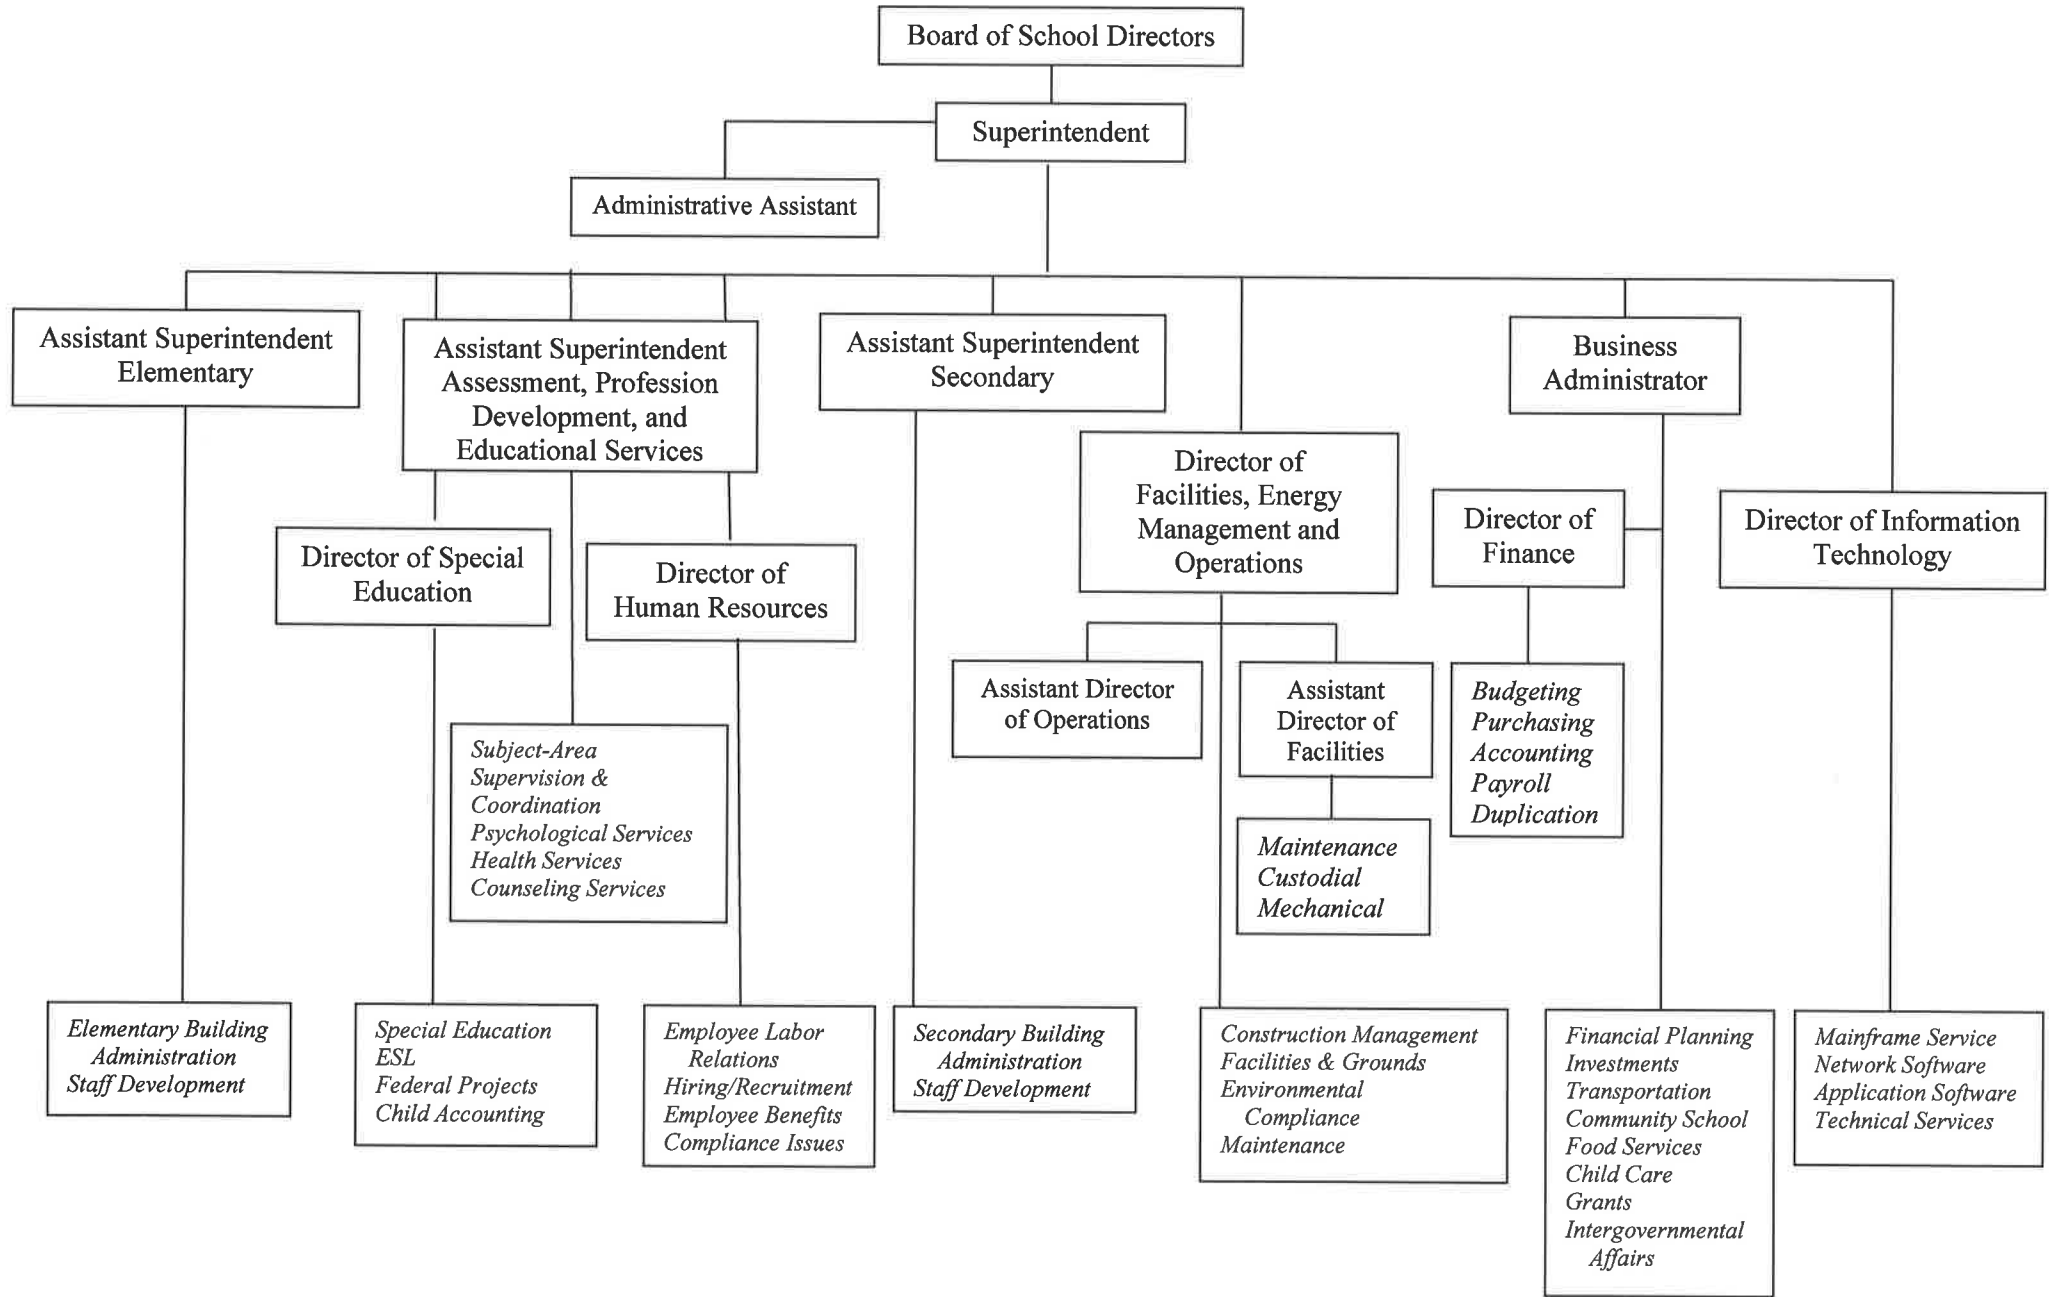 Board of School Directors
Superintendent
Administrative Assistant
Assistant Superintendent
Elementary
Assistant Superintendent
Assessment, Profession
Development, and
Educational Services
Assistant Superintendent
Secondary
Business
Administrator
Director of
Facilities, Energy
Management and
Operations
Director of
Finance
Director of Information
Technology
Director of Special
Education
Director of
Human Resources
Assistant Director
of Operations
Assistant
Director of
Facilities
Budgeting
Purchasing
Accounting
Payroll
Duplication
Subject-Area
Supervision &
Coordination
Psychological Services
Health Services
Counseling Services
Maintenance
Custodial
Mechanical
Elementary Building
Administration
Staff Development
Special Education
ESL
Federal Projects
Child Accounting
Employee Labor
Relations
Hiring/Recruitment
Employee Benefits
Compliance Issues
Secondary Building
Administration
Staff Development
Construction Management
Facilities & Grounds
Environmental
Compliance
Maintenance
Financial Planning
Investments
Transportation
Community School
Food Services
Child Care
Grants
Intergovernmental
Affairs
Mainframe Service
Network Software
Application Software
Technical Services